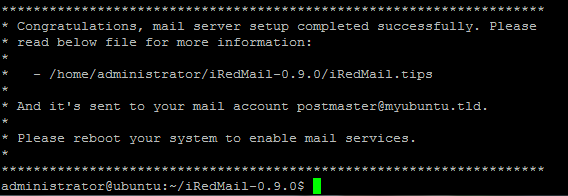 ********************************************************************
* Congratulations, mail server setup completed successfully. Please
* read below file for more information:
*
*   - /home/administrator/iRedMail-0.9.0/iRedMail.tips
*
* And it's sent to your mail account postmaster@myubuntu.tld.
*
* Please reboot your system to enable mail services.
*
********************************************************************
administrator@ubuntu:~/iRedMail-0.9.0$